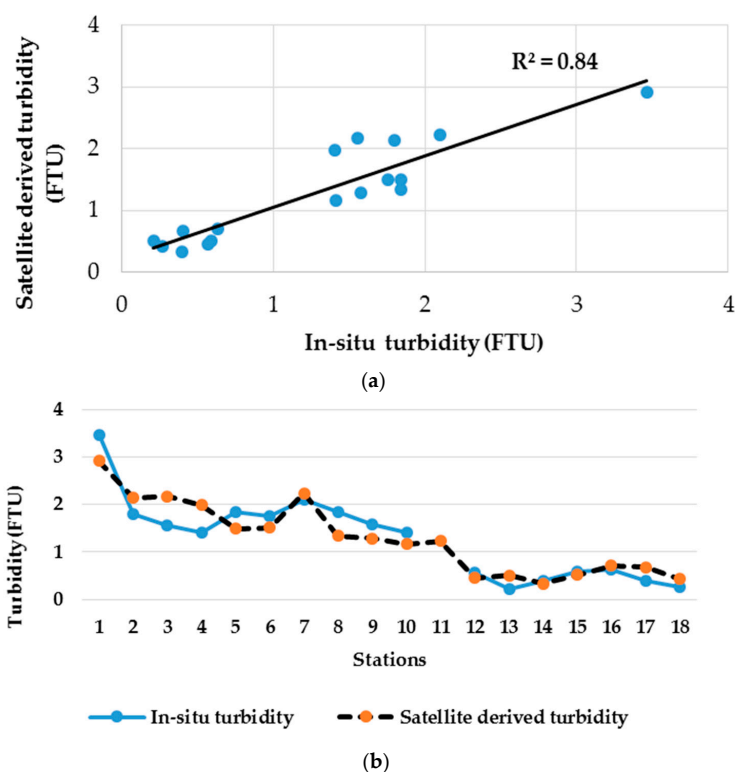 4
3
2
1
0
Satellite derived turbidity
(FTU)
R² = 0.84
0 1 2 3 4
In-situ turbidity (FTU)
(a)
4
3
2
1
0
Turbidity (FTU)
1 2 3 4 5 6 7 8 9 10 11 12 13 14 15 16 17 18
Stations
In-situ turbidity Satellite derived turbidity
(b)